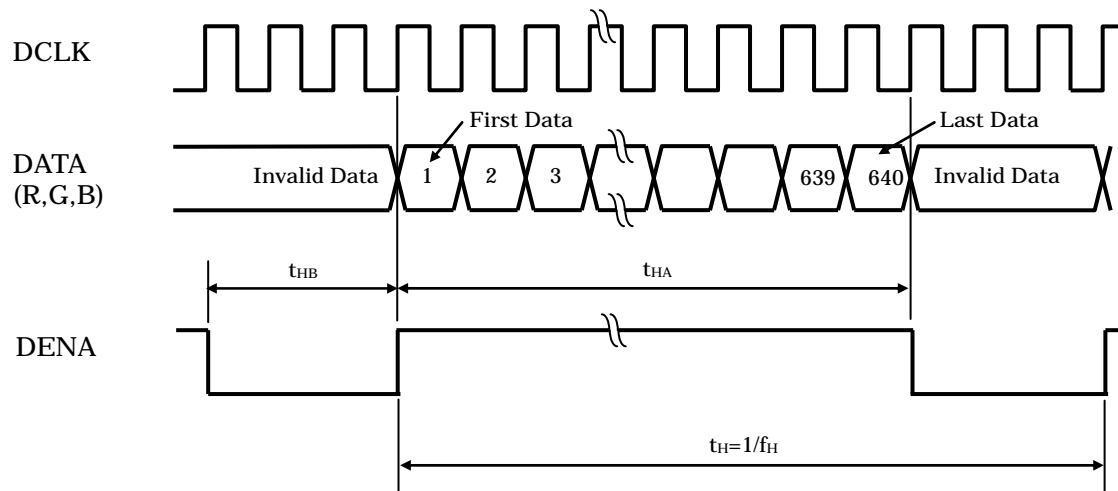 DCLK
First Data
Last Data
DATA
(R,G,B)
Invalid Data
1
2
3
639
640
Invalid Data
tHB
tHA
DENA
tH=1/fH